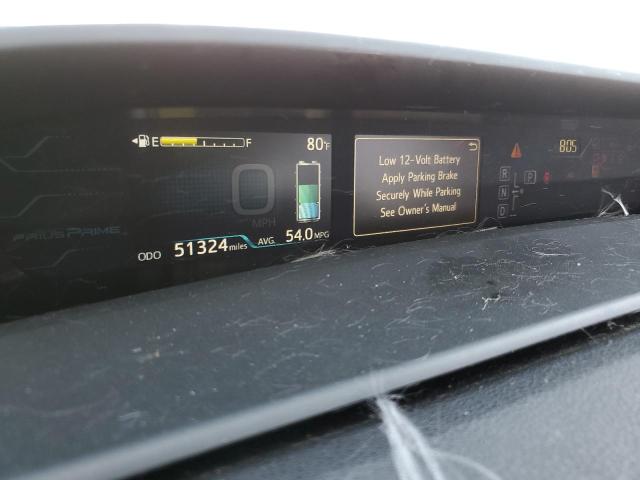 E F
80°F
0
MPH
PRIUS PRIME
ODO 51324 miles AVG. 54.0 MPG
Low 12-Volt Battery
Apply Parking Brake
Securely While Parking
See Owner's Manual
R P
N
D
805